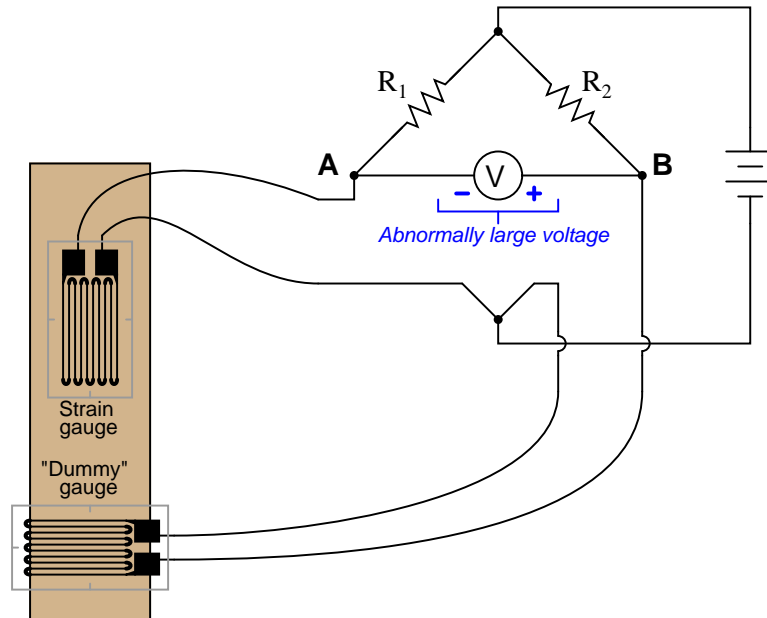 R1
R2
A
B
V
- +
Abnormally large voltage
Strain
gauge
"Dummy"
gauge